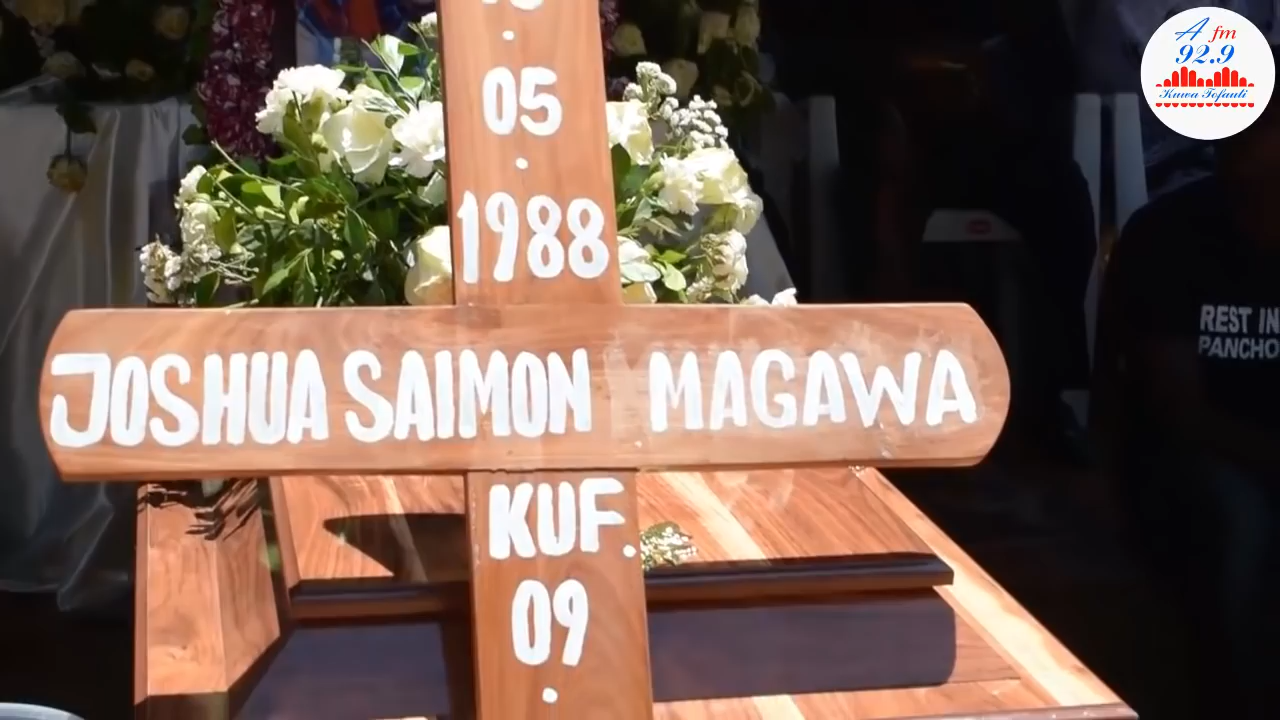 05
.
1988
JOSHUA SAIMON MAGAWA
KUF.
09
.
A fm
92.9
Kuwa Tofauti
REST IN
PANCHO